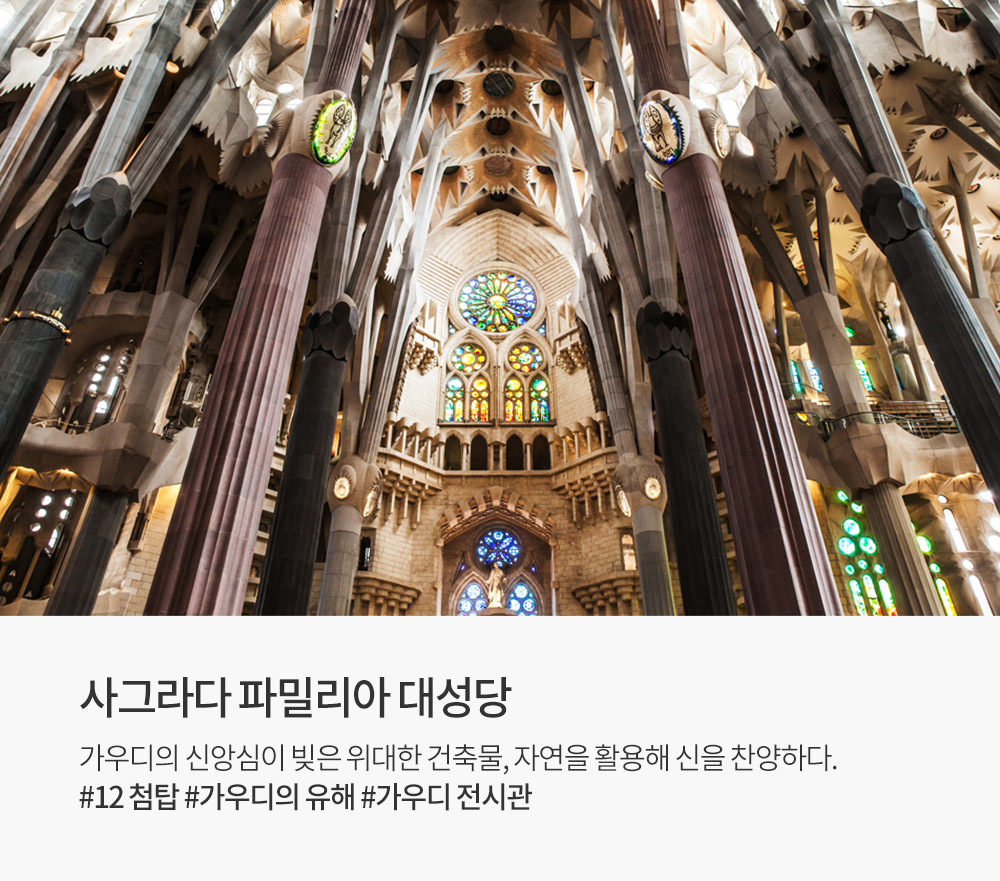 사그라다 파밀리아 대성당
가우디의 신앙심이 빚은 위대한 건축물, 자연을 활용해 신을 찬양하다.
#12 첨탑 #가우디의 유해 #가우디 전시관